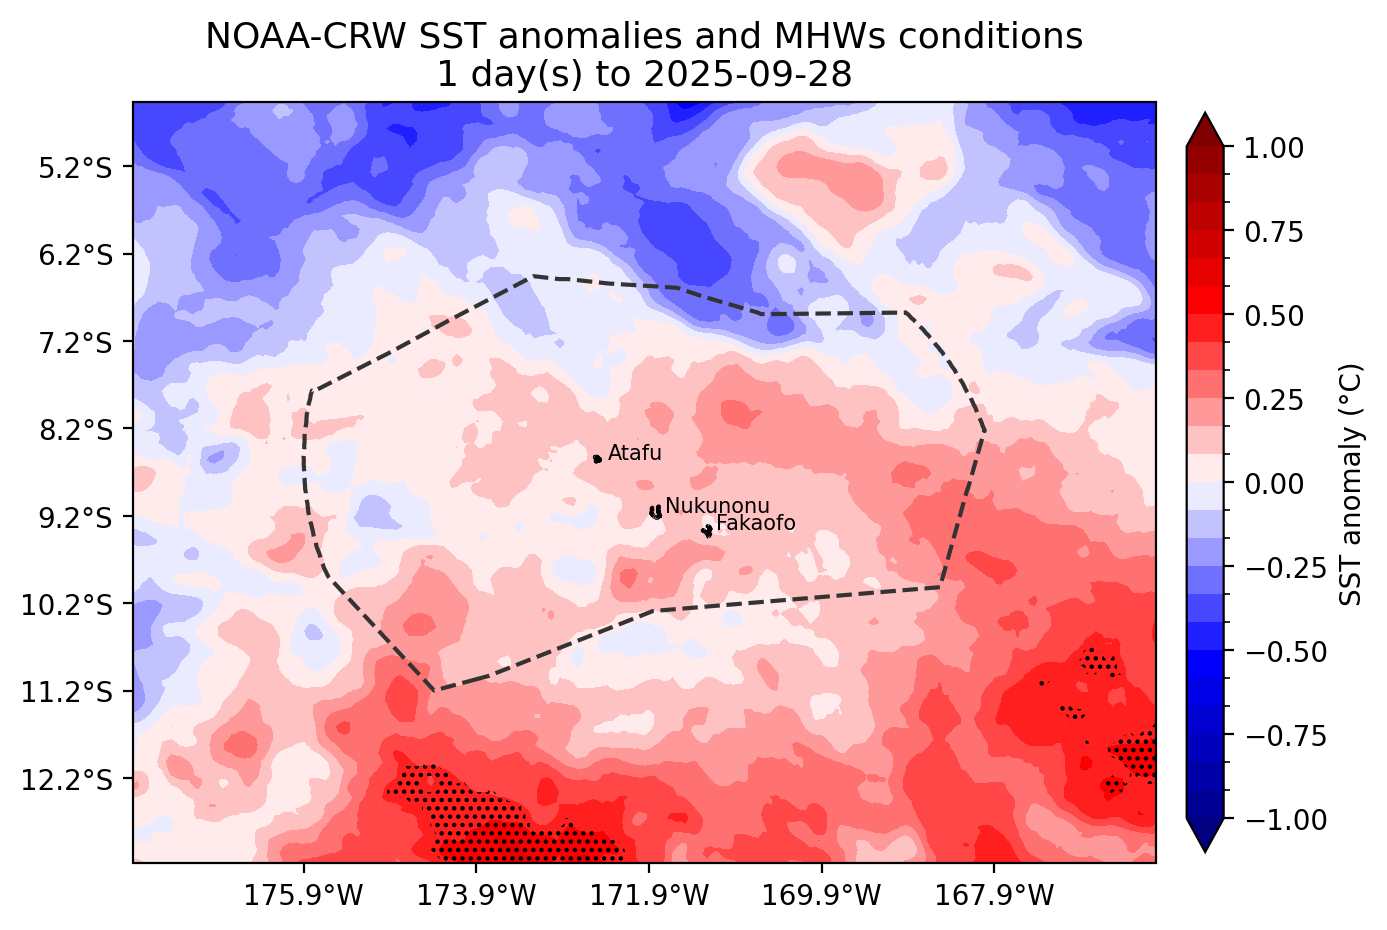 NOAA-CRW SST anomalies and MHWs conditions
1 day(s) to 2025-09-28
5.2°S
6.2°S
7.2°S
8.2°S
9.2°S
10.2°S
11.2°S
12.2°S
Atafu
Nukunonu
Fakaofo
175.9°W
173.9°W
171.9°W
169.9°W
167.9°W
1.00
0.75
0.50
0.25
0.00
−0.25
−0.50
−0.75
−1.00
SST anomaly (°C)